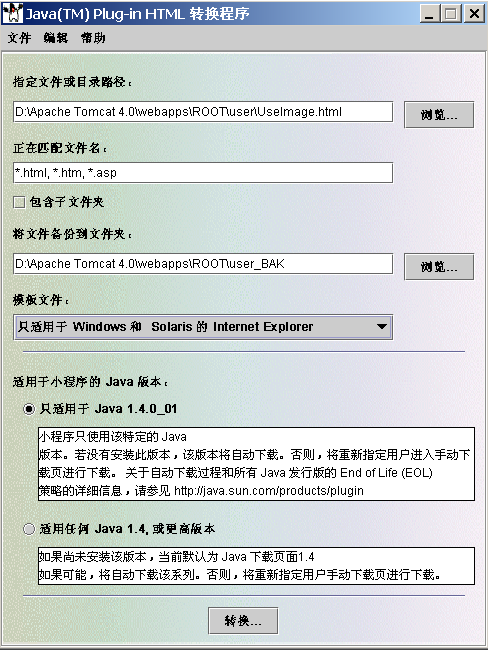 Java(TM) Plug-in HTML 转换程序
文件 编辑 帮助
指定文件或目录路径：
D:\Apache Tomcat 4.0\webapps\ROOT\user\UseImage.html
浏览...
正在匹配文件名：
*.html, *.htm, *.asp
包含子文件夹
将文件备份到文件夹：
D:\Apache Tomcat 4.0\webapps\ROOT\user_BAK
浏览...
模板文件：
只适用于 Windows 和 Solaris 的 Internet Explorer
适用于小程序的 Java 版本：
只适用于 Java 1.4.0_01
小程序只使用该特定的 Java
版本。若没有安装此版本，该版本将自动下载。否则，将重新指定用户进入手动下
载页进行下载。 关于自动下载过程和所有 Java 发行版的 End of Life (EOL)
策略的详细信息，请参见 http://java.sun.com/products/plugin
适用任何 Java 1.4, 或更高版本
如果尚未安装该版本，当前默认为 Java 下载页面1.4
如果可能，将自动下载该系列。否则，将重新指定用户手动下载页进行下载。
转换...